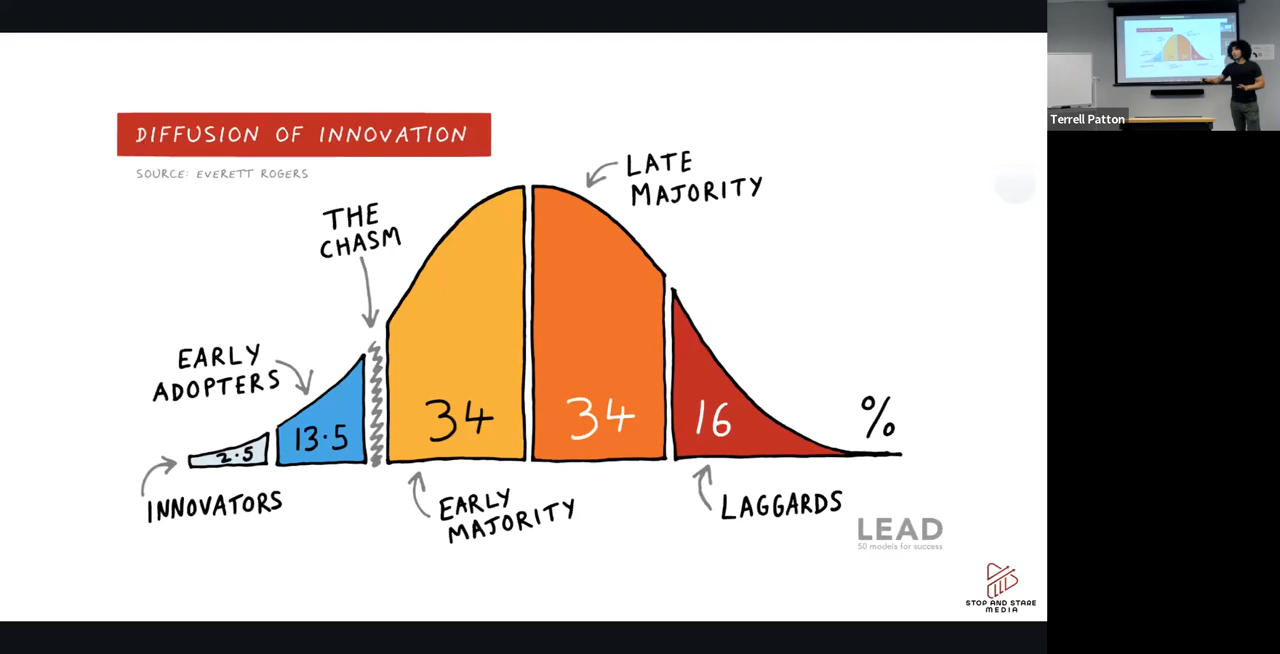 DIFFUSION OF INNOVATION
SOURCE: EVERETT ROGERS
THE
CHASM
LATE
MAJORITY
EARLY
ADOPTERS
INNOVATORS
2.5
13.5
34
34
16
%
EARLY
MAJORITY
LAGGARDS
LEAD
50 models for success
STOP AND STARE
MEDIA
Terrell Patton